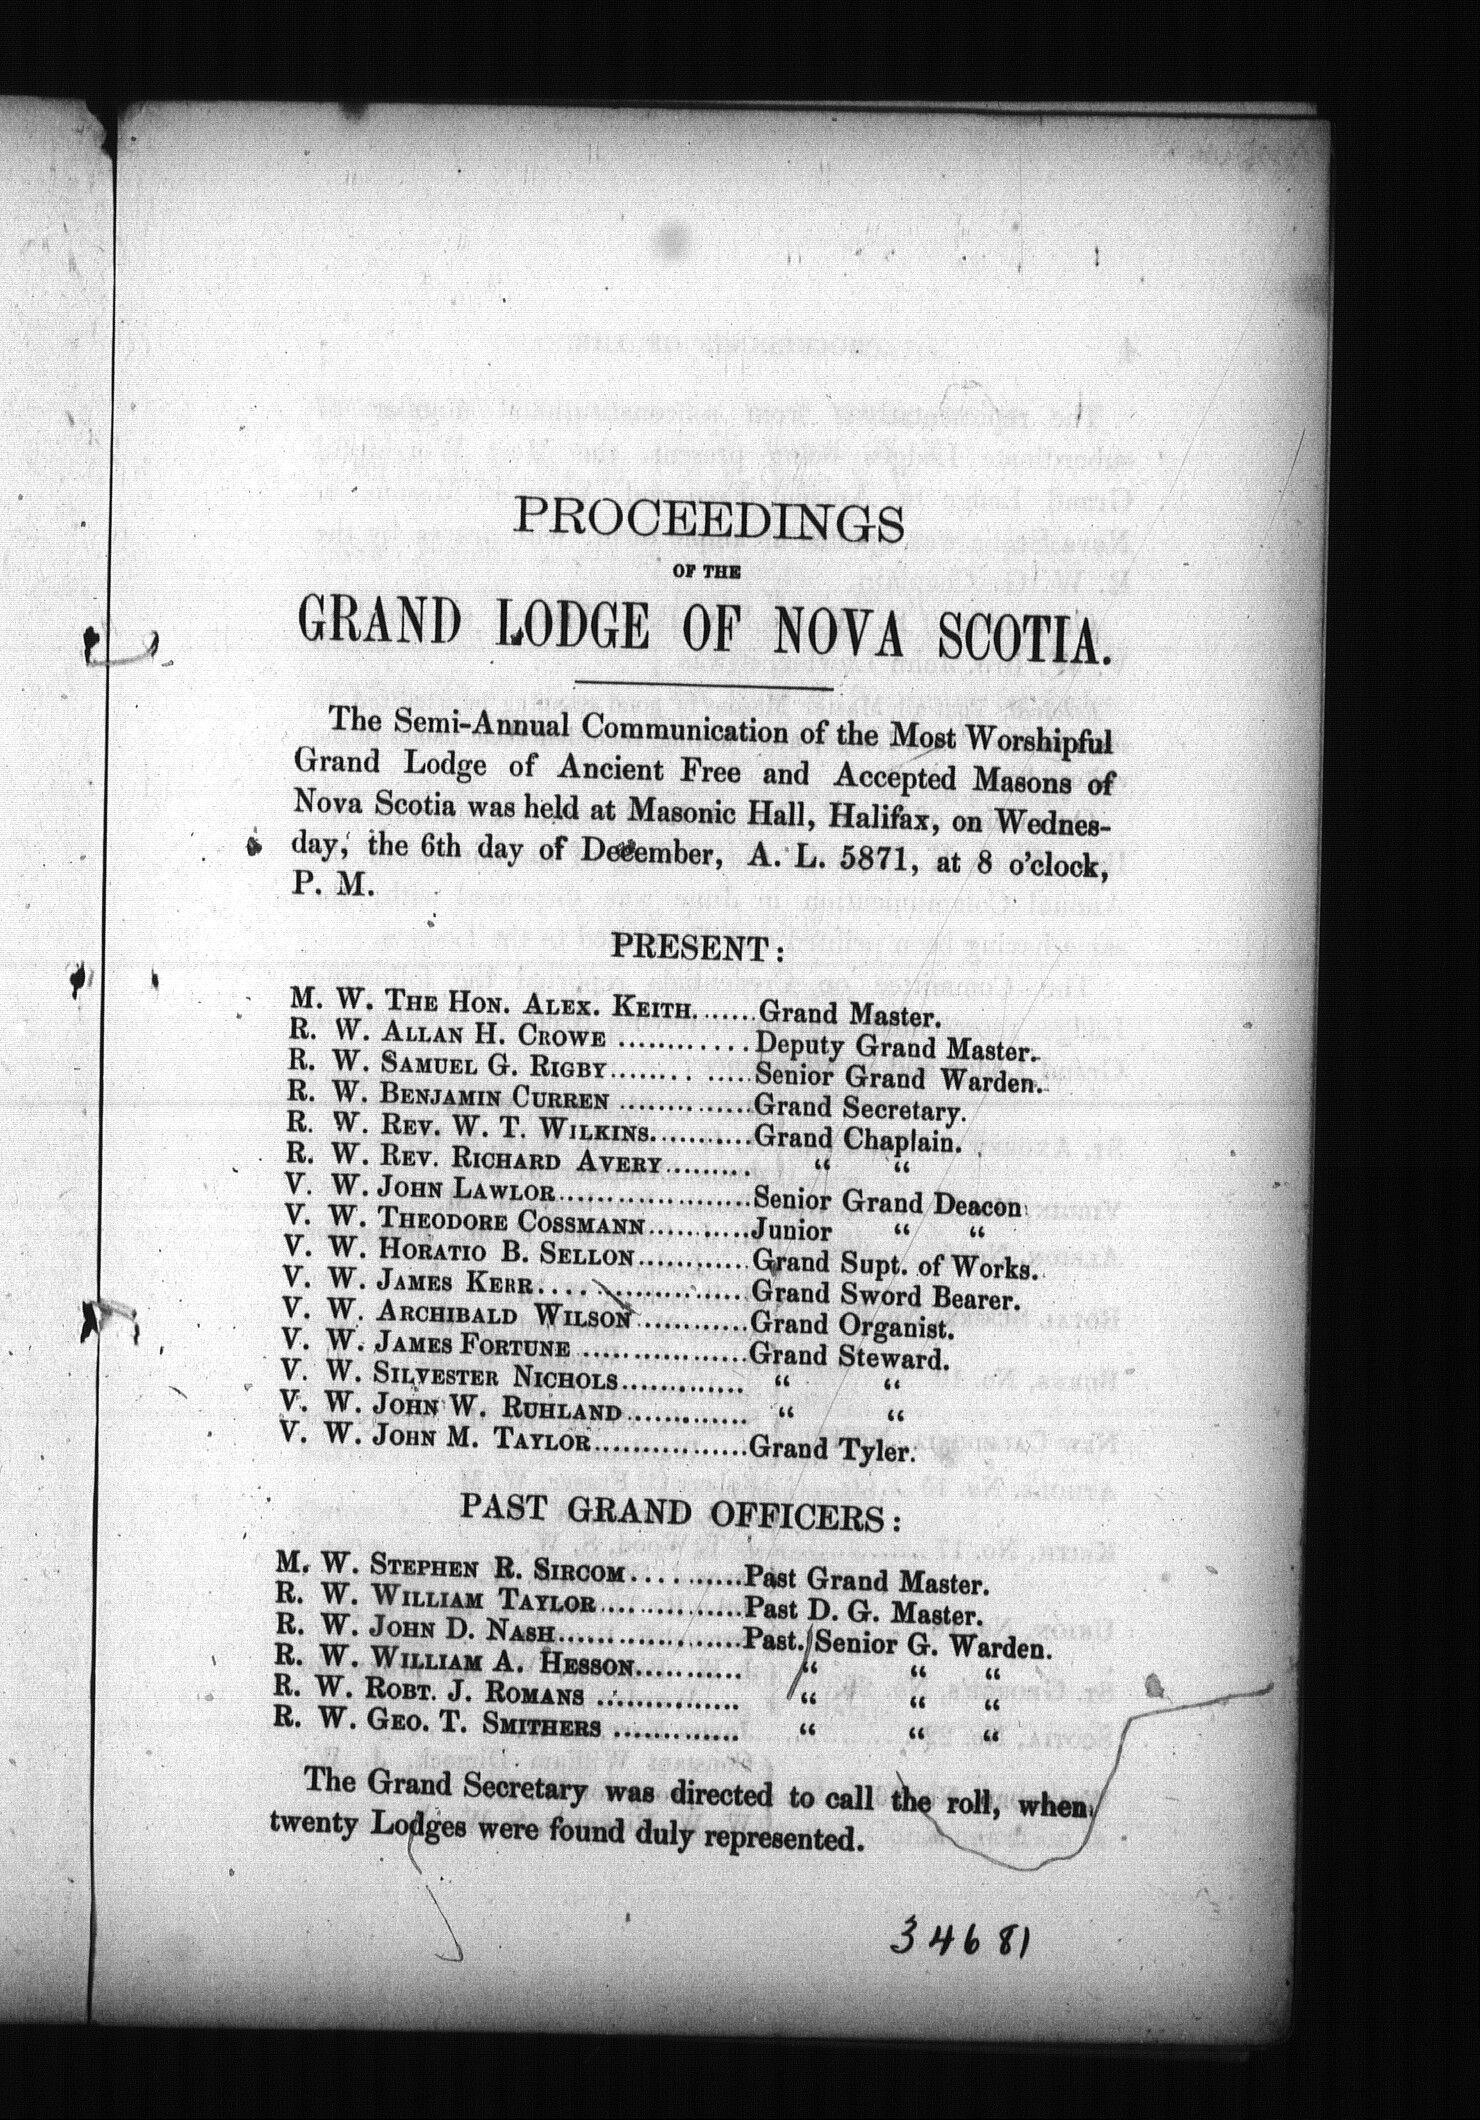 PROCEEDINGS
OF THE
GRAND LODGE OF NOVA SCOTIA.
The Semi-Annual Communication of the Most Worshipful
Grand Lodge of Ancient Free and Accepted Masons of
Nova Scotia was held at Masonic Hall, Halifax, on Wednes-
day, the 6th day of December, A. L. 5871, at 8 o'clock,
P. M.
PRESENT:
M. W. THE HON. ALEX. KEITH.......Grand Master.
R. W. ALLAN H. CROWE ............Deputy Grand Master.
R. W. SAMUEL G. RIGBY.............Senior Grand Warden.
R. W. BENJAMIN CURREN .............Grand Secretary.
R. W. REV. W. T. WILKINS..........Grand Chaplain.
R. W. REV. RICHARD AVERY......... “ “
V. W. JOHN LAWLOR...................Senior Grand Deacon
V. W. THEODORE COSSMANN..........Junior “ “
V. W. HORATIO B. SELLON...........Grand Supt. of Works.
V. W. JAMES KERR...................Grand Sword Bearer.
V. W. ARCHIBALD WILSON ...........Grand Organist.
V. W. JAMES FORTUNE ................Grand Steward.
V. W. SILVESTER NICHOLS............ “ “
V. W. JOHN W. RUHLAND............ “ “
V. W. JOHN M. TAYLOR...............Grand Tyler.
PAST GRAND OFFICERS:
M. W. STEPHEN R. SIRCOM...........Past Grand Master.
R. W. WILLIAM TAYLOR..............Past D. G. Master.
R. W. JOHN D. NASH..................Past Senior G. Warden.
R. W. WILLIAM A. HESSON........... “ “ “
R. W. ROBT. J. ROMANS .............. “ “ “
R. W. GEO. T. SMITHERS ............. “ “ “
The Grand Secretary was directed to call the roll, when
twenty Lodges were found duly represented.
34681